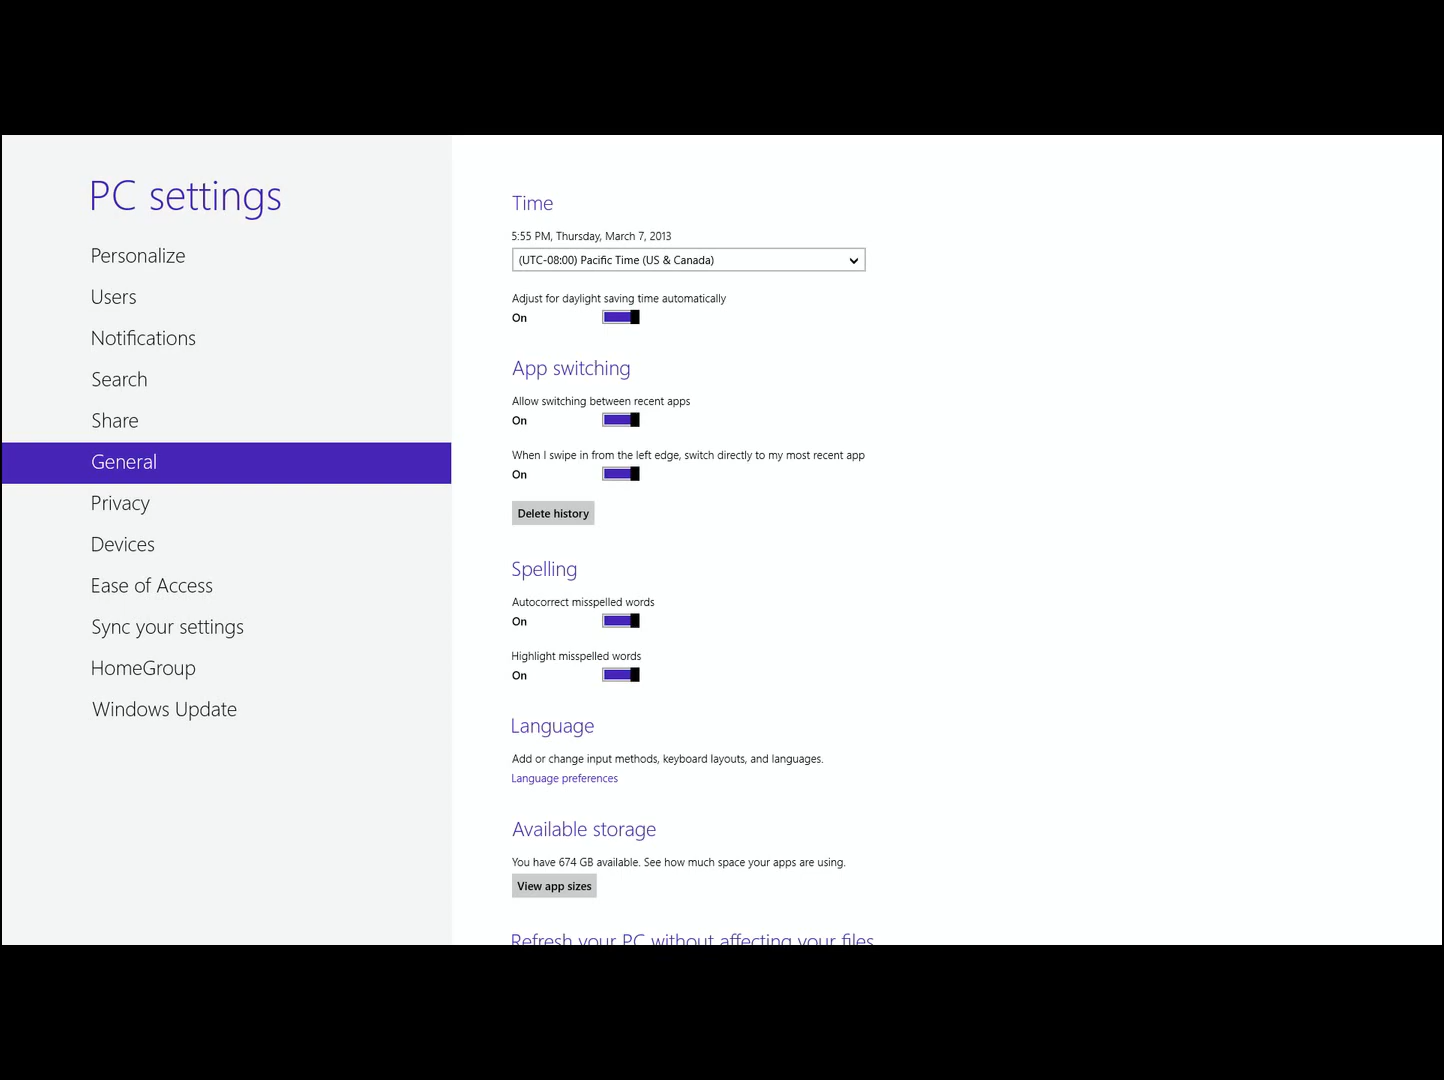 PC settings
Personalize
Users
Notifications
Search
Share
General
Privacy
Devices
Ease of Access
Sync your settings
HomeGroup
Windows Update
Time
5:55 PM, Thursday, March 7, 2013
(UTC-08:00) Pacific Time (US & Canada)
Adjust for daylight saving time automatically
On
App switching
Allow switching between recent apps
On
When I swipe in from the left edge, switch directly to my most recent app
On
Delete history
Spelling
Autocorrect misspelled words
On
Highlight misspelled words
On
Language
Add or change input methods, keyboard layouts, and languages.
Language preferences
Available storage
You have 674 GB available. See how much space your apps are using.
View app sizes
Refresh your PC without affecting your files